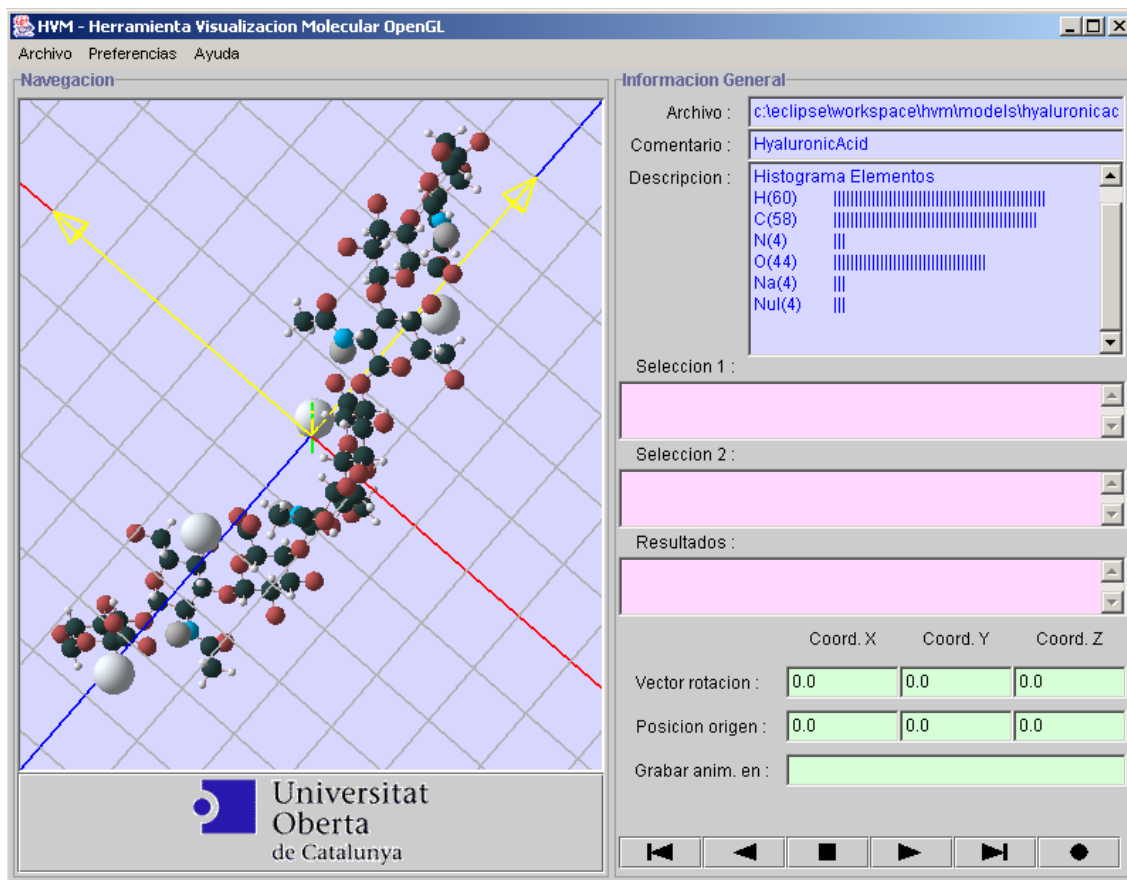 HVM - Herramienta Visualizacion Molecular OpenGL
Archivo Preferencias Ayuda
Navegacion
Informacion General
Archivo : c:\eclipse\workspace\hvm\models\hyaluronicac
Comentario : HyaluronicAcid
Descripcion : Histograma Elementos
H(60)
C(58)
N(4)
O(44)
Na(4)
Nul(4)
Seleccion 1 :
Seleccion 2 :
Resultados :
Coord. X Coord. Y Coord. Z
Vector rotacion : 0.0 0.0 0.0
Posicion origen : 0.0 0.0 0.0
Grabar anim. en :
Universitat
Oberta
de Catalunya